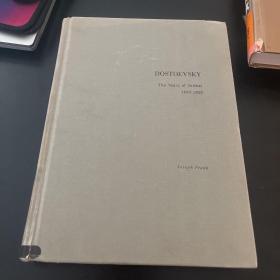 DOSTOEVSKY
The Years of Ordeal
1850-1859
Joseph Frank